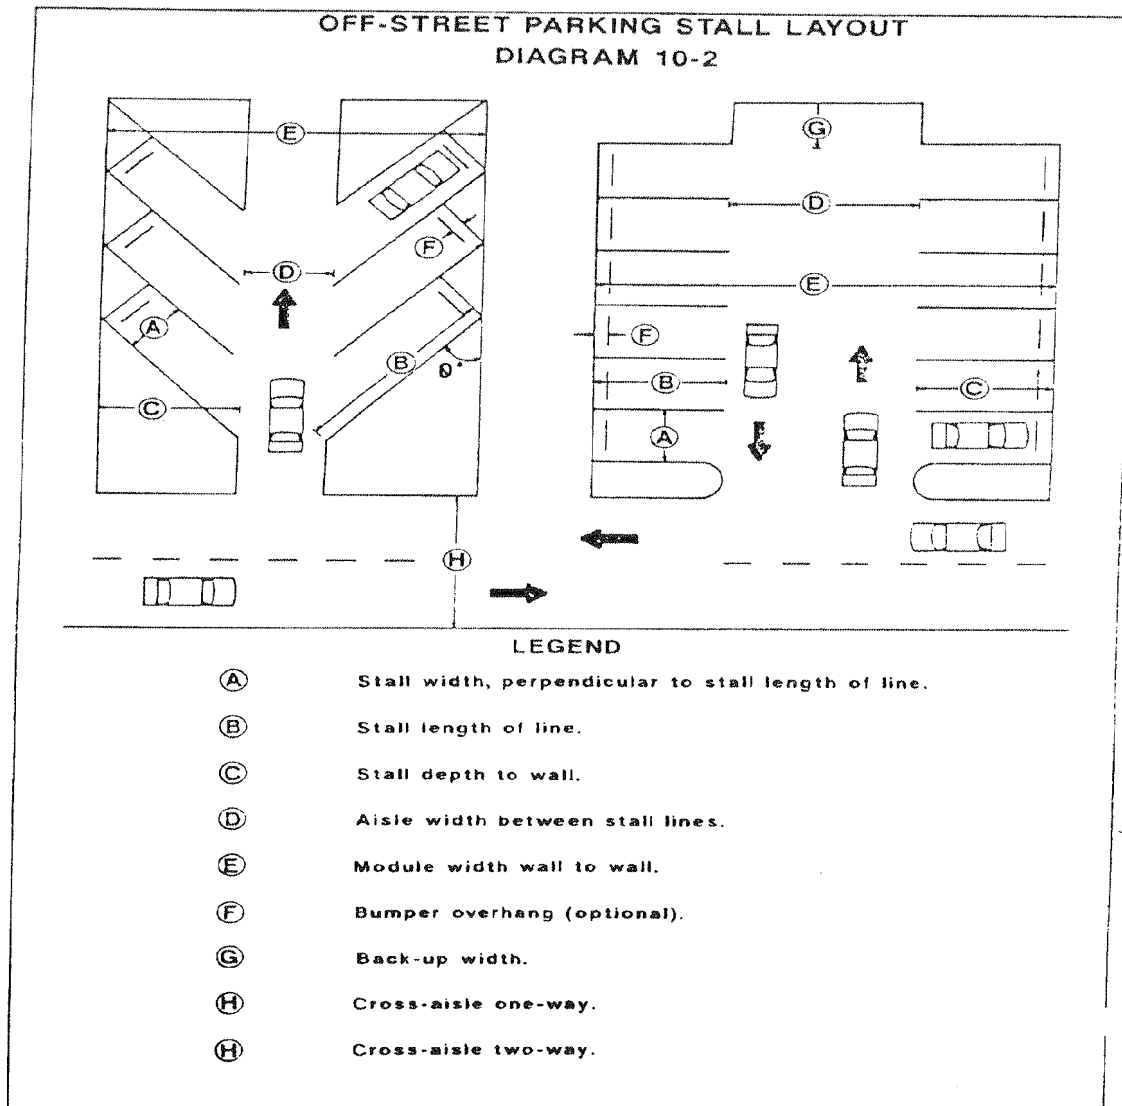 OFF-STREET PARKING STALL LAYOUT
DIAGRAM 10-2
E
G
D
F
D
E
A
F
B
B
0°
C
C
A
H
LEGEND
A Stall width, perpendicular to stall length of line.
B Stall length of line.
C Stall depth to wall.
D Aisle width between stall lines.
E Module width wall to wall.
F Bumper overhang (optional).
G Back-up width.
H Cross-aisle one-way.
H Cross-aisle two-way.